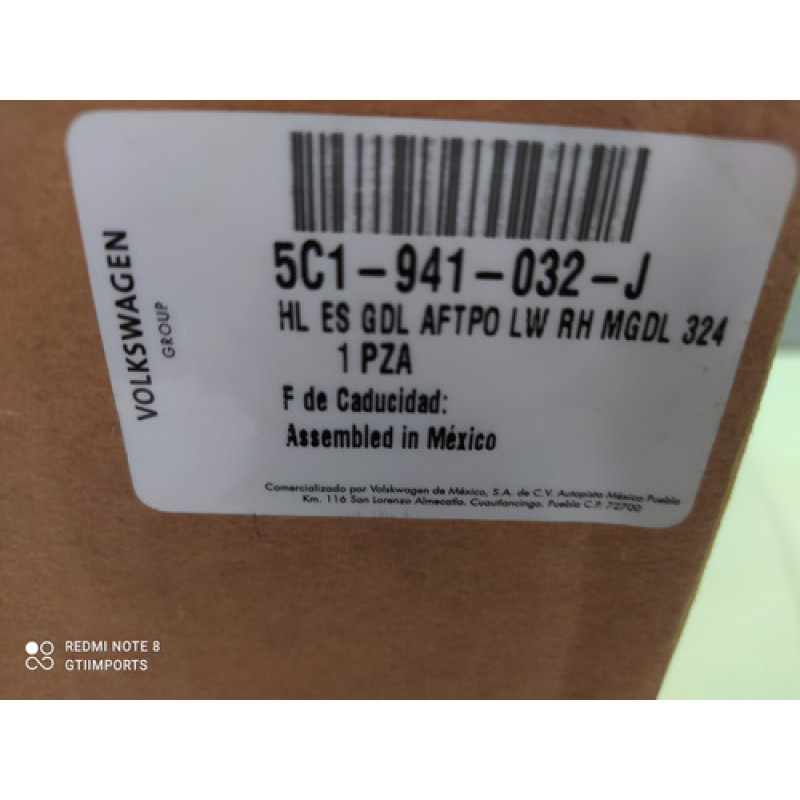 VOLKSWAGEN
GROUP
5C1-941-032-J
HL ES GDL AFTPO LW RH MGDL 324
1 PZA
F de Caducidad:
Assembled in México
Comercializado por Volskwagen de México, S.A. de C.V. Autopista México-Puebla
Km. 116 San Lorenzo Almecatla, Cuautlancingo, Puebla C.P. 72700
REDMI NOTE 8
GTIIMPORTS